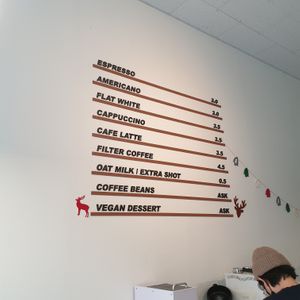 ESPRESSO
AMERICANO 3.0
FLAT WHITE 3.0
CAPPUCCINO 3.5
CAFE LATTE 3.5
FILTER COFFEE 3.5
OAT MILK | EXTRA SHOT 0.5
COFFEE BEANS ASK
VEGAN DESSERT ASK